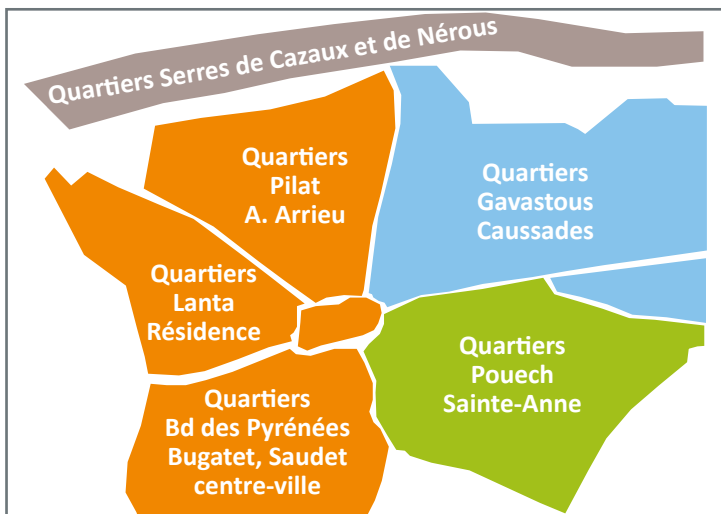 Quartiers Serres de Cazaux et de Nérous
Quartiers
Pilat
A. Arrieu
Quartiers
Gavastous
Caussades
Quartiers
Lanta
Résidence
Quartiers
Pouech
Sainte-Anne
Quartiers
Bd des Pyrénées
Bugatet, Saudet
centre-ville